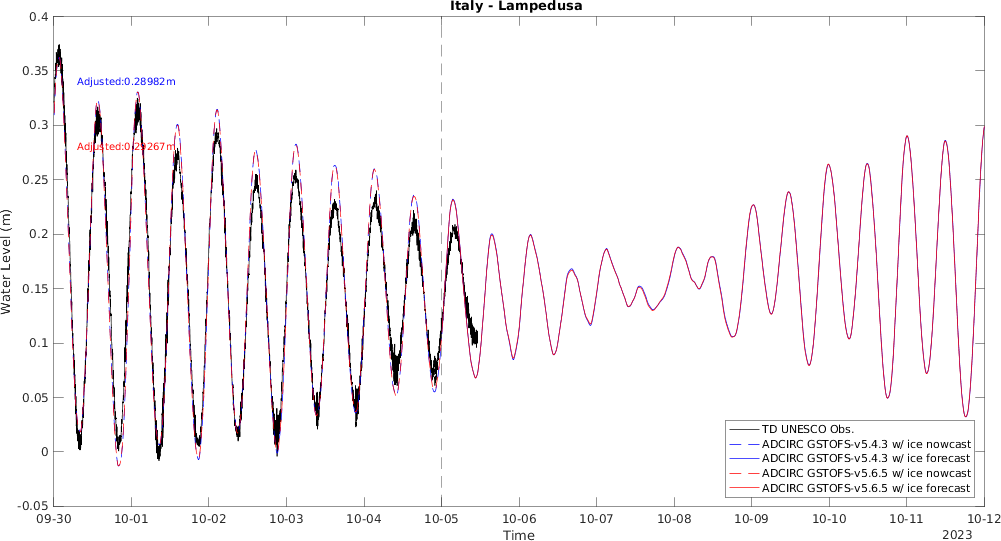 Italy - Lampedusa
0.4
0.35
0.3
0.25
0.2
0.15
0.1
0.05
0
-0.05
Water Level (m)
Adjusted:0.28982m
Adjusted:0.29267m
TD UNESCO Obs.
ADCIRC GSTOFS-v5.4.3 w/ ice nowcast
ADCIRC GSTOFS-v5.4.3 w/ ice forecast
ADCIRC GSTOFS-v5.6.5 w/ ice nowcast
ADCIRC GSTOFS-v5.6.5 w/ ice forecast
09-30 10-01 10-02 10-03 10-04 10-05 10-06 10-07 10-08 10-09 10-10 10-11 10-12
Time
2023